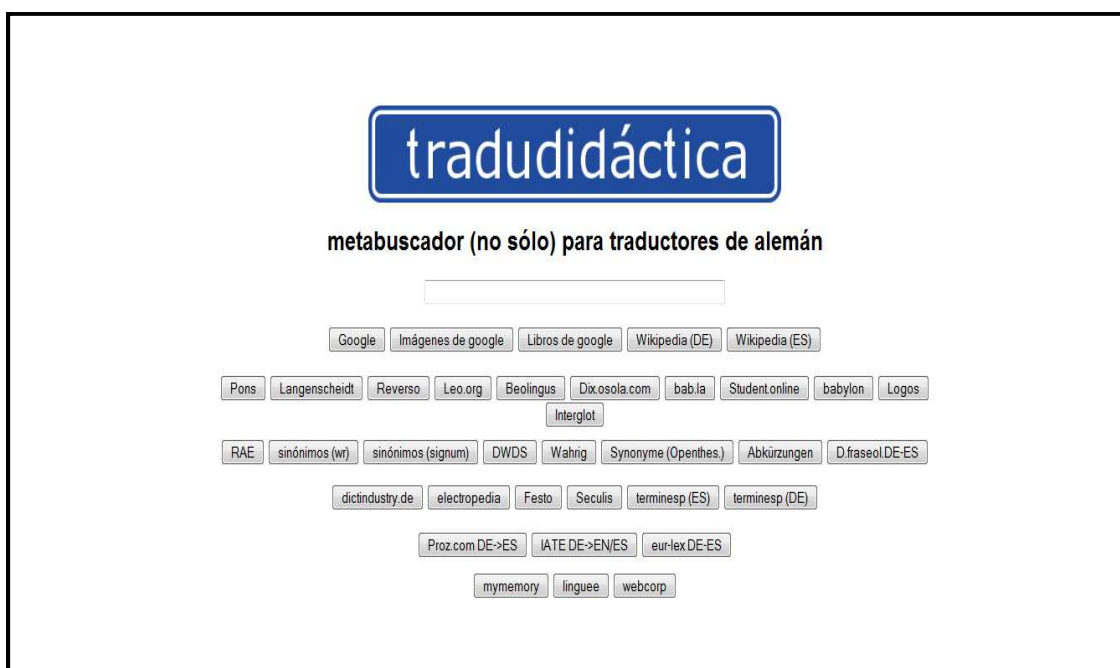 tradudidáctica
metabuscador (no sólo) para traductores de alemán
Google Imágenes de google Libros de google Wikipedia (DE) Wikipedia (ES)
Pons Langenscheidt Reverso Leo.org Beolingus Dix.osola.com bab.la Student.online babylon Logos
Interglot
RAE sinónimos (wr) sinónimos (signum) DWDS Wahrig Synonyme (Openthes.) Abkürzungen D.fraseol.DE-ES
dictindustry.de electropedia Festo Seculis terminesp (ES) terminesp (DE)
Proz.com DE->ES IATE DE->EN/ES eur-lex DE-ES
mymemory linguee webcorp